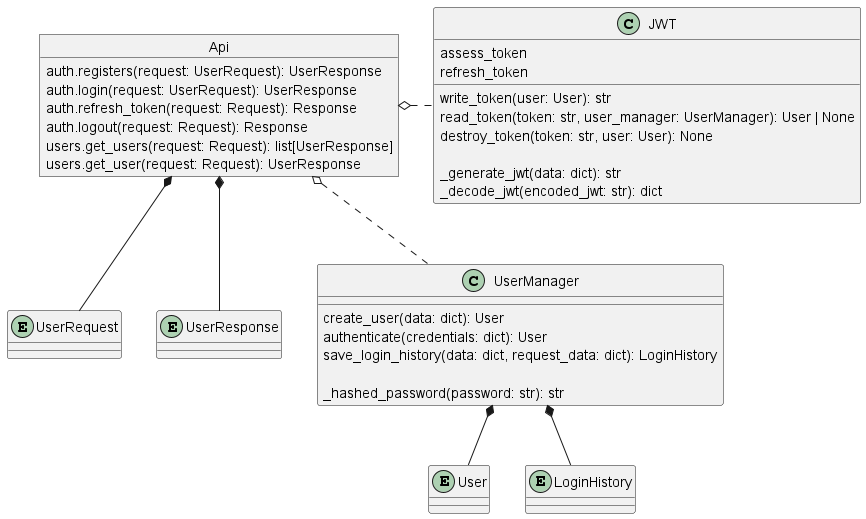 Api
auth.registers(request: UserRequest): UserResponse
auth.login(request: UserRequest): UserResponse
auth.refresh_token(request: Request): Response
auth.logout(request: Request): Response
users.get_users(request: Request): list[UserResponse]
users.get_user(request: Request): UserResponse
C JWT
assess_token
refresh_token
write_token(user: User): str
read_token(token: str, user_manager: UserManager): User | None
destroy_token(token: str, user: User): None
_generate_jwt(data: dict): str
_decode_jwt(encoded_jwt: str): dict
E UserRequest
E UserResponse
C UserManager
create_user(data: dict): User
authenticate(credentials: dict): User
save_login_history(data: dict, request_data: dict): LoginHistory
_hashed_password(password: str): str
E User
E LoginHistory